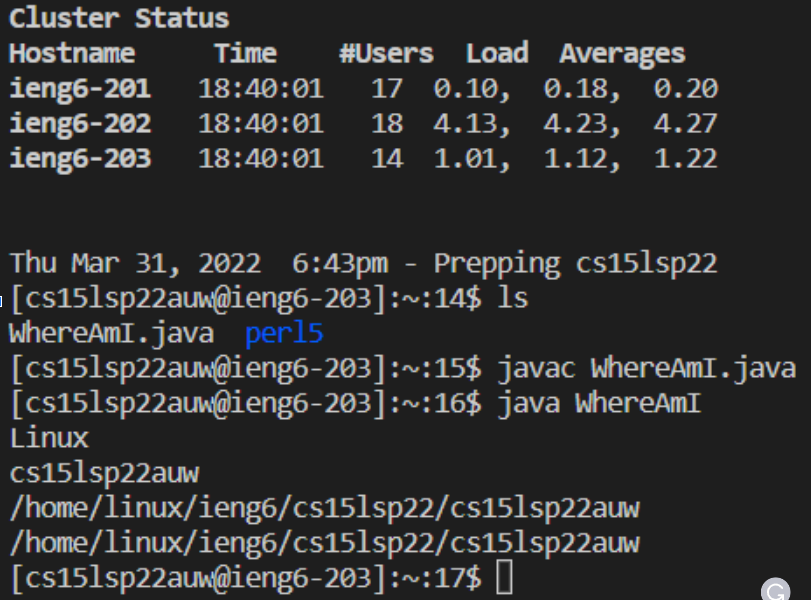 Cluster Status
Hostname     Time    #Users  Load  Averages
ieng6-201   18:40:01   17  0.10,  0.18,  0.20
ieng6-202   18:40:01   18  4.13,  4.23,  4.27
ieng6-203   18:40:01   14  1.01,  1.12,  1.22
Thu Mar 31, 2022  6:43pm - Prepping cs15lsp22
[cs15lsp22auw@ieng6-203]:~:14$ ls
WhereAmI.java  perl5
[cs15lsp22auw@ieng6-203]:~:15$ javac WhereAmI.java
[cs15lsp22auw@ieng6-203]:~:16$ java WhereAmI
Linux
cs15lsp22auw
/home/linux/ieng6/cs15lsp22/cs15lsp22auw
/home/linux/ieng6/cs15lsp22/cs15lsp22auw
[cs15lsp22auw@ieng6-203]:~:17$